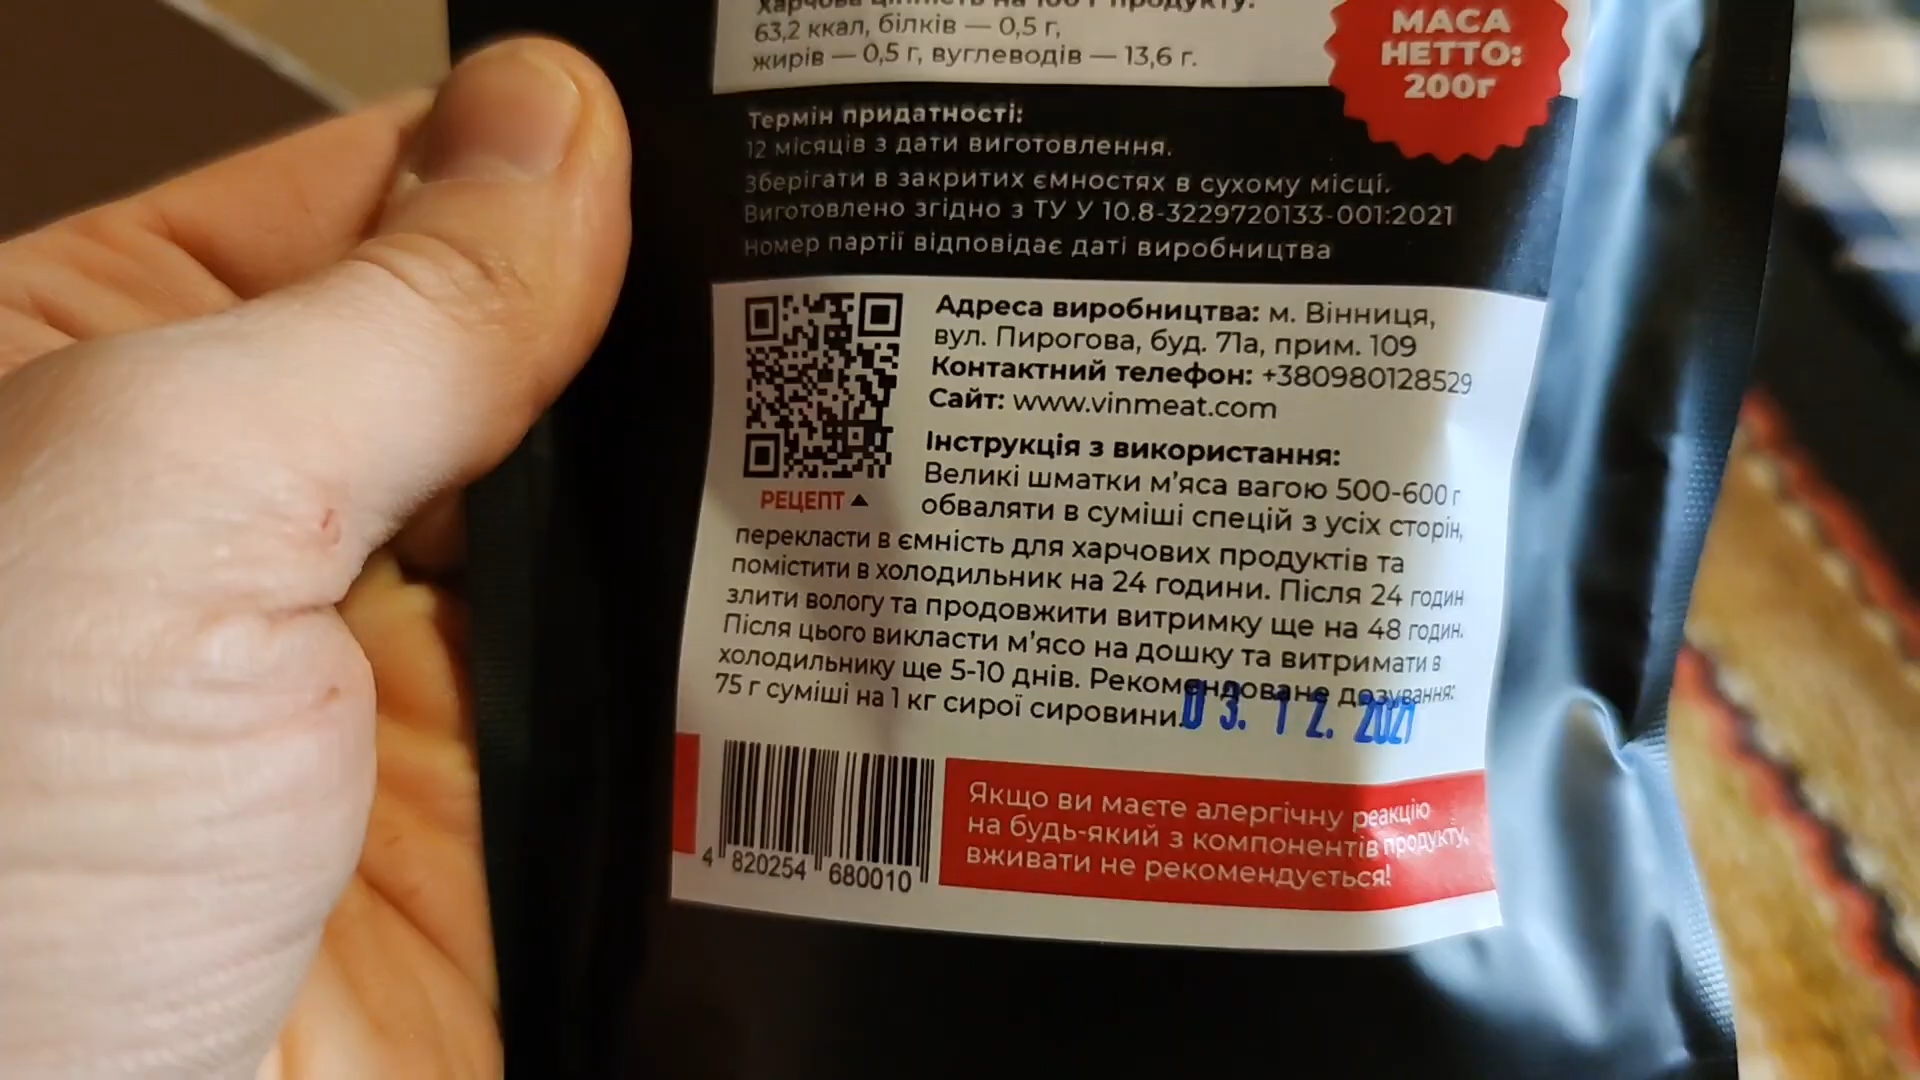 Харчова цінність на 100 г продукту:
63,2 ккал, білків — 0,5 г,
жирів — 0,5 г, вуглеводів — 13,6 г.
МАСА
НЕТТО:
200г
Термін придатності:
12 місяців з дати виготовлення.
Зберігати в закритих ємностях в сухому місці.
Виготовлено згідно з ТУ У 10.8-3229720133-001:2021
Номер партії відповідає даті виробництва
Адреса виробництва: м. Вінниця,
вул. Пирогова, буд. 71а, прим. 109
Контактний телефон: +380980128529
Сайт: www.vinmeat.com
РЕЦЕПТ
Інструкція з використання:
Великі шматки м'яса вагою 500-600 г
обваляти в суміші спецій з усіх сторін,
перекласти в ємність для харчових продуктів та
помістити в холодильник на 24 години. Після 24 годин
злити вологу та продовжити витримку ще на 48 годин.
Після цього викласти м'ясо на дошку та витримати в
холодильнику ще 5-10 днів. Рекомендоване дозування:
75 г суміші на 1 кг сирої сировини.
03. 12. 2021
4 820254 680010
Якщо ви маєте алергічну реакцію
на будь-який з компонентів продукту,
вживати не рекомендується!